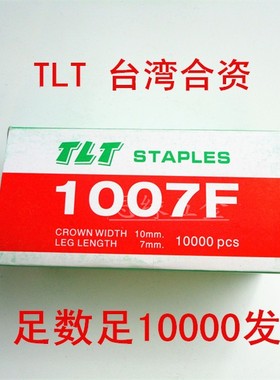 TLT 台湾合资
TLT STAPLES
1007F
CROWN WIDTH 10mm.
LEG LENGTH 7mm. 10000 pcs
足数足10000发